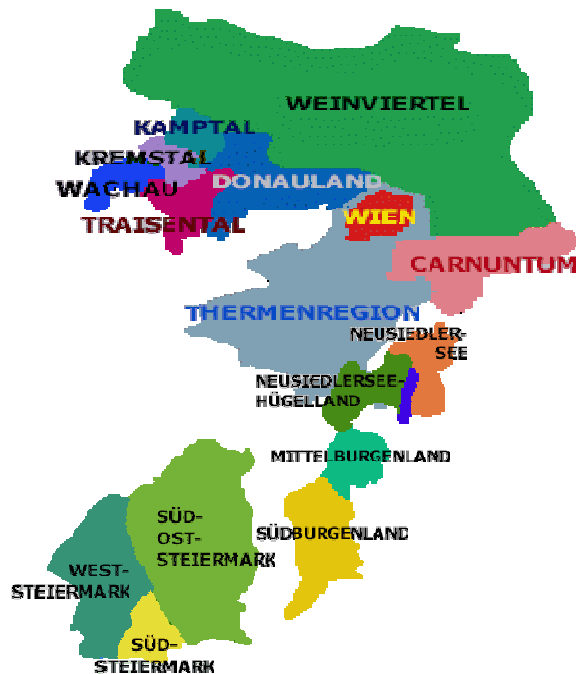 WEINVIERTEL
KAMPTAL
KREMSTAL
WACHAU
DONAULAND
TRAISENTAL
WIEN
CARNUNTUM
THERMENREGION
NEUSIEDLER-
SEE
NEUSIEDLERSEE-
HÜGELLAND
MITTELBURGENLAND
SÜD-
OST-
STEIERMARK
SÜDBURGENLAND
WEST-
STEIERMARK
SÜD-
STEIERMARK